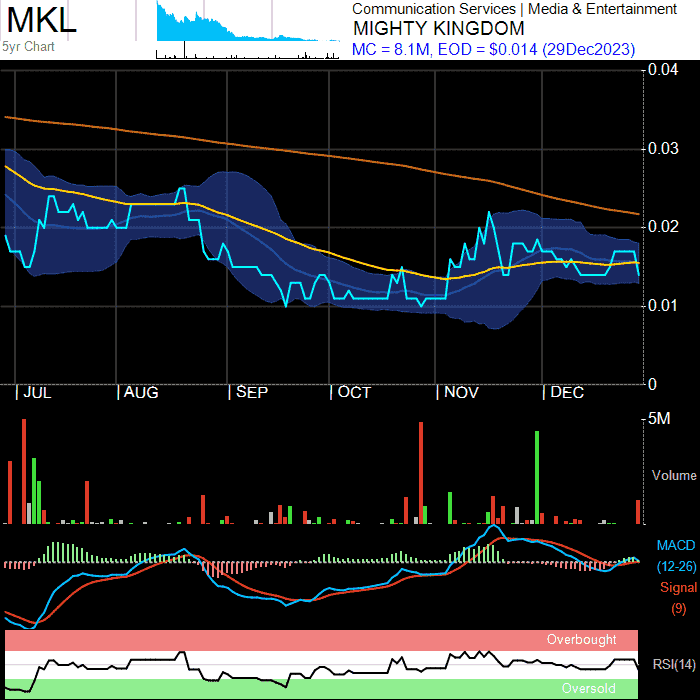 MKL
5yr Chart
Communication Services | Media & Entertainment
MIGHTY KINGDOM
MC = 8.1M, EOD = $0.014 (29Dec2023)
0.04
0.03
0.02
0.01
0
JUL AUG SEP OCT NOV DEC
5M
Volume
MACD
(12-26)
Signal
(9)
Overbought
RSI(14)
Oversold